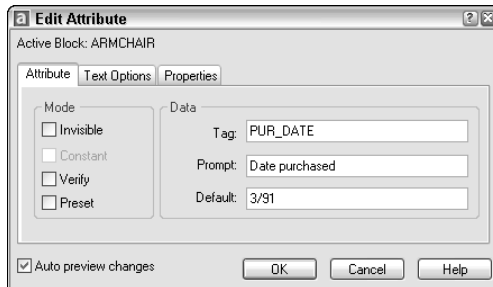 a Edit Attribute
Active Block: ARMCHAIR
Attribute Text Options Properties
Mode
Invisible
Constant
Verify
Preset
Data
Tag: PUR_DATE
Prompt: Date purchased
Default: 3/91
Auto preview changes
OK Cancel Help